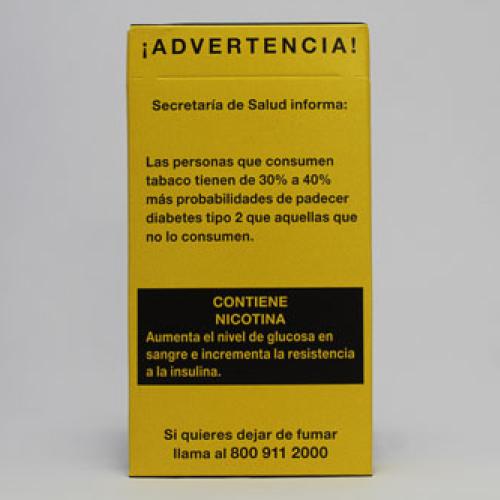 ¡ADVERTENCIA!
Secretaría de Salud informa:
Las personas que consumen
tabaco tienen de 30% a 40%
más probabilidades de padecer
diabetes tipo 2 que aquellas que
no lo consumen.
CONTIENE
NICOTINA
Aumenta el nivel de glucosa en
sangre e incrementa la resistencia
a la insulina.
Si quieres dejar de fumar
llama al 800 911 2000